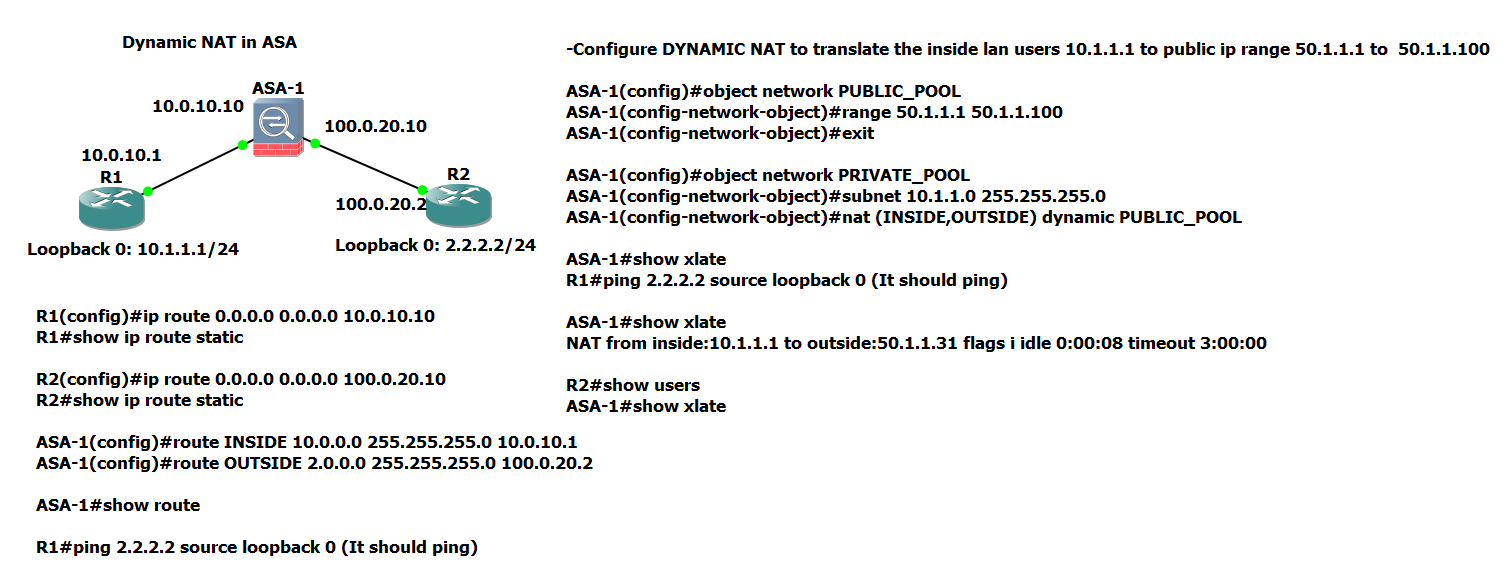 Dynamic NAT in ASA
ASA-1
10.0.10.10
100.0.20.10
10.0.10.1
R1
R2
100.0.20.2
Loopback 0: 10.1.1.1/24
Loopback 0: 2.2.2.2/24
R1(config)#ip route 0.0.0.0 0.0.0.0 10.0.10.10
R1#show ip route static
R2(config)#ip route 0.0.0.0 0.0.0.0 100.0.20.10
R2#show ip route static
ASA-1(config)#route INSIDE 10.0.0.0 255.255.255.0 10.0.10.1
ASA-1(config)#route OUTSIDE 2.0.0.0 255.255.255.0 100.0.20.2
ASA-1#show route
R1#ping 2.2.2.2 source loopback 0 (It should ping)
-Configure DYNAMIC NAT to translate the inside lan users 10.1.1.1 to public ip range 50.1.1.1 to  50.1.1.100
ASA-1(config)#object network PUBLIC_POOL
ASA-1(config-network-object)#range 50.1.1.1 50.1.1.100
ASA-1(config-network-object)#exit
ASA-1(config)#object network PRIVATE_POOL
ASA-1(config-network-object)#subnet 10.1.1.0 255.255.255.0
ASA-1(config-network-object)#nat (INSIDE,OUTSIDE) dynamic PUBLIC_POOL
ASA-1#show xlate
R1#ping 2.2.2.2 source loopback 0 (It should ping)
ASA-1#show xlate
NAT from inside:10.1.1.1 to outside:50.1.1.31 flags i idle 0:00:08 timeout 3:00:00
R2#show users
ASA-1#show xlate